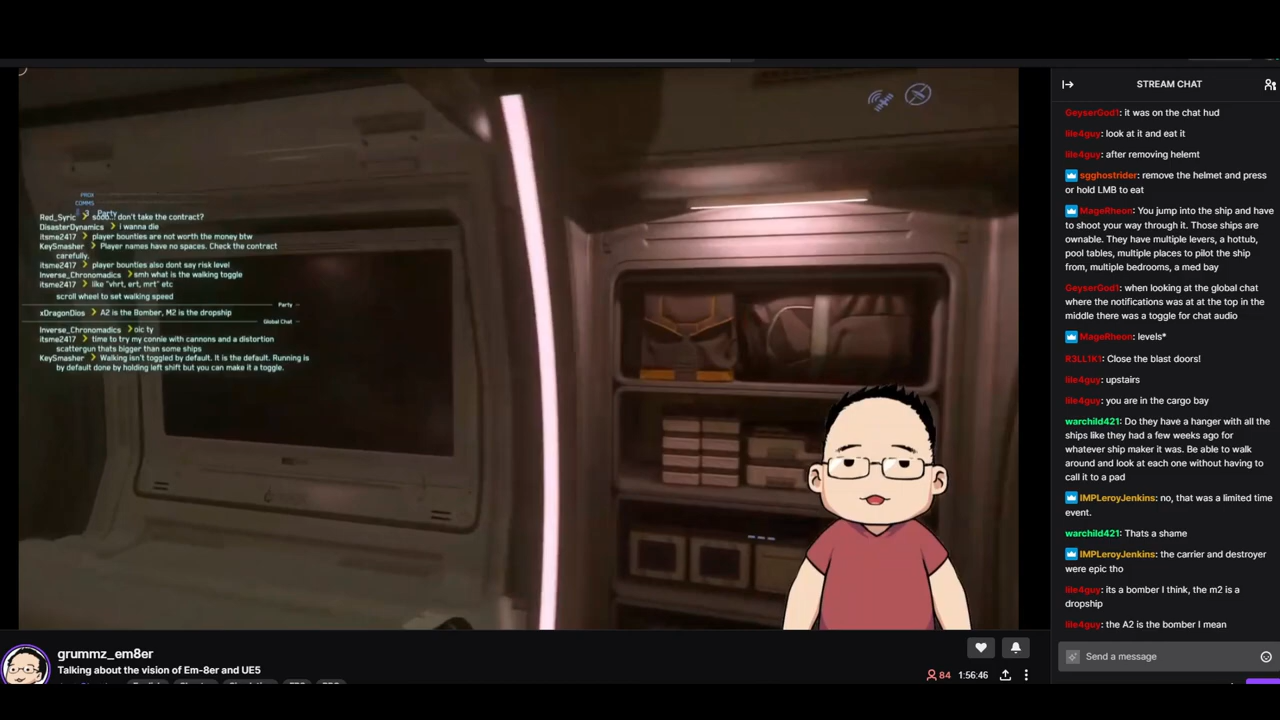 STREAM CHAT
GeyserGod1: it was on the chat hud
lile4guy: look at it and eat it
lile4guy: after removing helemt
sgghostrider: remove the helmet and press
or hold LMB to eat
MageRheon: You jump into the ship and have
to shoot your way through it. Those ships are
ownable. They have multiple levers, a hottub,
pool tables, multiple places to pilot the ship
from, multiple bedrooms, a med bay
GeyserGod1: when looking at the global chat
where the notifications was at at the top in the
middle there was a toggle for chat audio
MageRheon: levels*
R3LL1K1: Close the blast doors!
lile4guy: upstairs
lile4guy: you are in the cargo bay
warchild421: Do they have a hanger with all the
ships like they had a few weeks ago for
whatever ship maker it was. Be able to walk
around and look at each one without having to
call it to a pad
IMPLeroyJenkins: no, that was a limited time
event.
warchild421: Thats a shame
IMPLeroyJenkins: the carrier and destroyer
were epic tho
lile4guy: its a bomber I think, the m2 is a
dropship
lile4guy: the A2 is the bomber I mean
Send a message
PROX
COMMS
Party
Red_Syric > sooo.. don't take the contract?
DisasterDynamics > I wanna die
itsme2417 > player bounties are not worth the money btw
KeySmasher > Player names have no spaces. Check the contract
carefully.
itsme2417 > player bounties also dont say risk level
Inverse_Chronomadics > smh what is the walking toggle
itsme2417 > like "vhrt, ert, mrt" etc
scroll wheel to set walking speed
Party
xDragonDios > A2 is the Bomber, M2 is the dropship
Global Chat
Inverse_Chronomadics > oic ty
itsme2417 > time to try my connie with cannons and a distortion
scattergun thats bigger than some ships
KeySmasher > Walking isn't toggled by default. It is the default. Running is
by default done by holding left shift but you can make it a toggle.
grummz_em8er
Talking about the vision of Em-8er and UE5
84 1:56:46